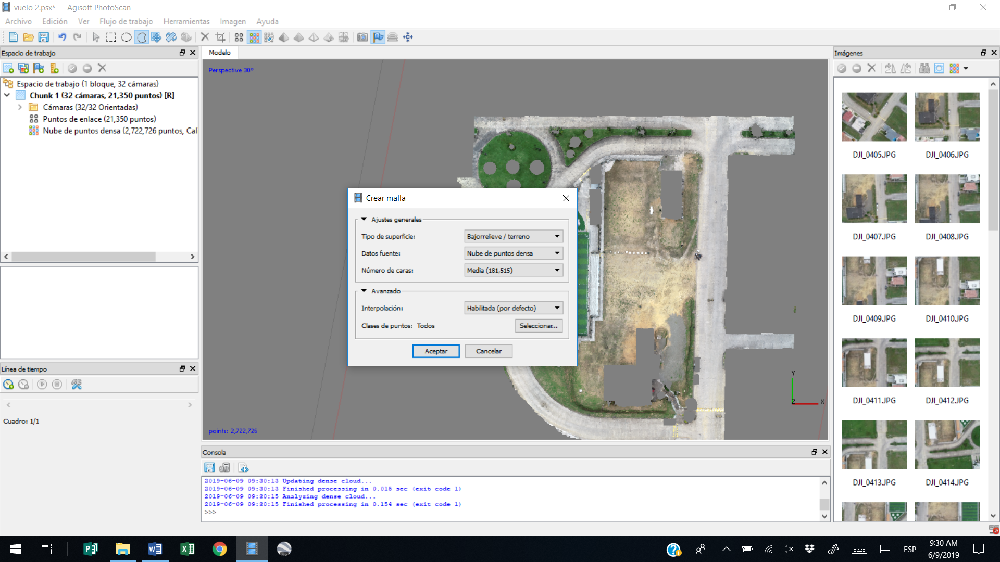 vuelo 2.psx* — Agisoft PhotoScan
Archivo Edición Ver Flujo de trabajo Herramientas Imagen Ayuda
Espacio de trabajo
Modelo
Imágenes
Perspective 30°
Espacio de trabajo (1 bloque, 32 cámaras)
Chunk 1 (32 cámaras, 21,350 puntos) [R]
Cámaras (32/32 Orientadas)
Puntos de enlace (21,350 puntos)
Nube de puntos densa (2,722,726 puntos, Cal
DJI_0405.JPG DJI_0406.JPG
DJI_0407.JPG DJI_0408.JPG
DJI_0409.JPG DJI_0410.JPG
DJI_0411.JPG DJI_0412.JPG
DJI_0413.JPG DJI_0414.JPG
Crear malla
Ajustes generales
Tipo de superficie: Bajorrelieve / terreno
Datos fuente: Nube de puntos densa
Número de caras: Media (181,515)
Avanzado
Interpolación: Habilitada (por defecto)
Clases de puntos: Todos Seleccionar...
Aceptar Cancelar
Y
Z X
points: 2,722,726
Línea de tiempo
Cuadro: 1/1
Consola
2019-06-09 09:30:13 Updating dense cloud...
2019-06-09 09:30:13 Finished processing in 0.015 sec (exit code 1)
2019-06-09 09:30:15 Analyzing dense cloud...
2019-06-09 09:30:15 Finished processing in 0.154 sec (exit code 1)
>>>
ESP
9:30 AM
6/9/2019